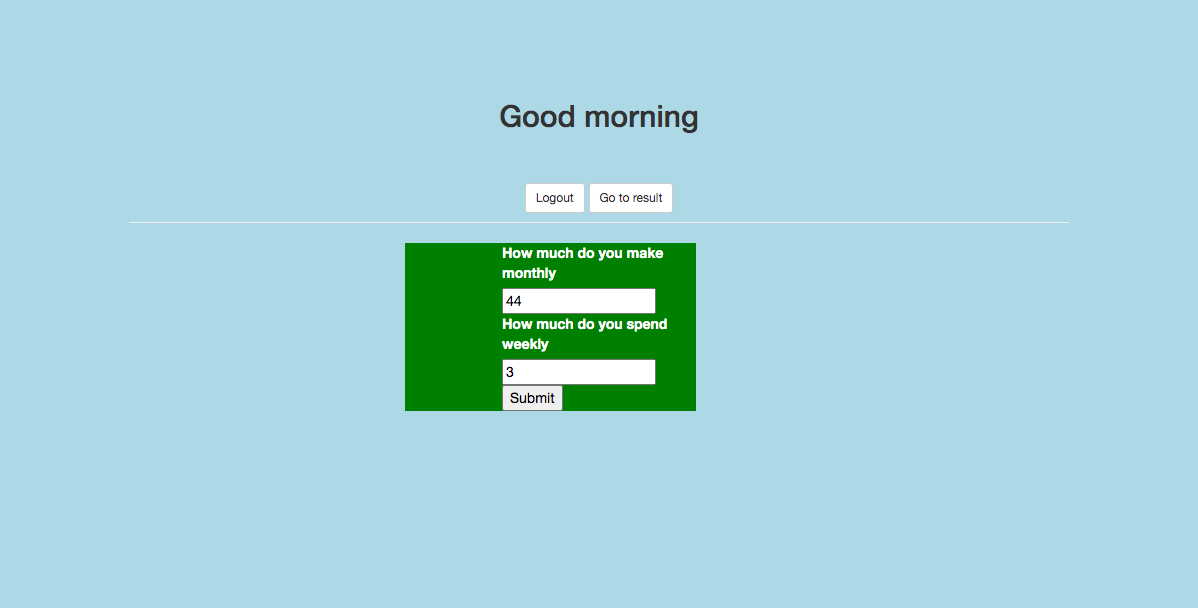 Good morning
Logout Go to result
How much do you make
monthly
44
How much do you spend
weekly
3
Submit